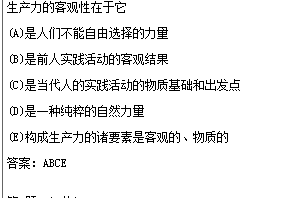 生产力的客观性在于它
(A)是人们不能自由选择的力量
(B)是前人实践活动的客观结果
(C)是当代人的实践活动的物质基础和出发点
(D)是一种纯粹的自然力量
(E)构成生产力的诸要素是客观的、物质的
答案: ABCE